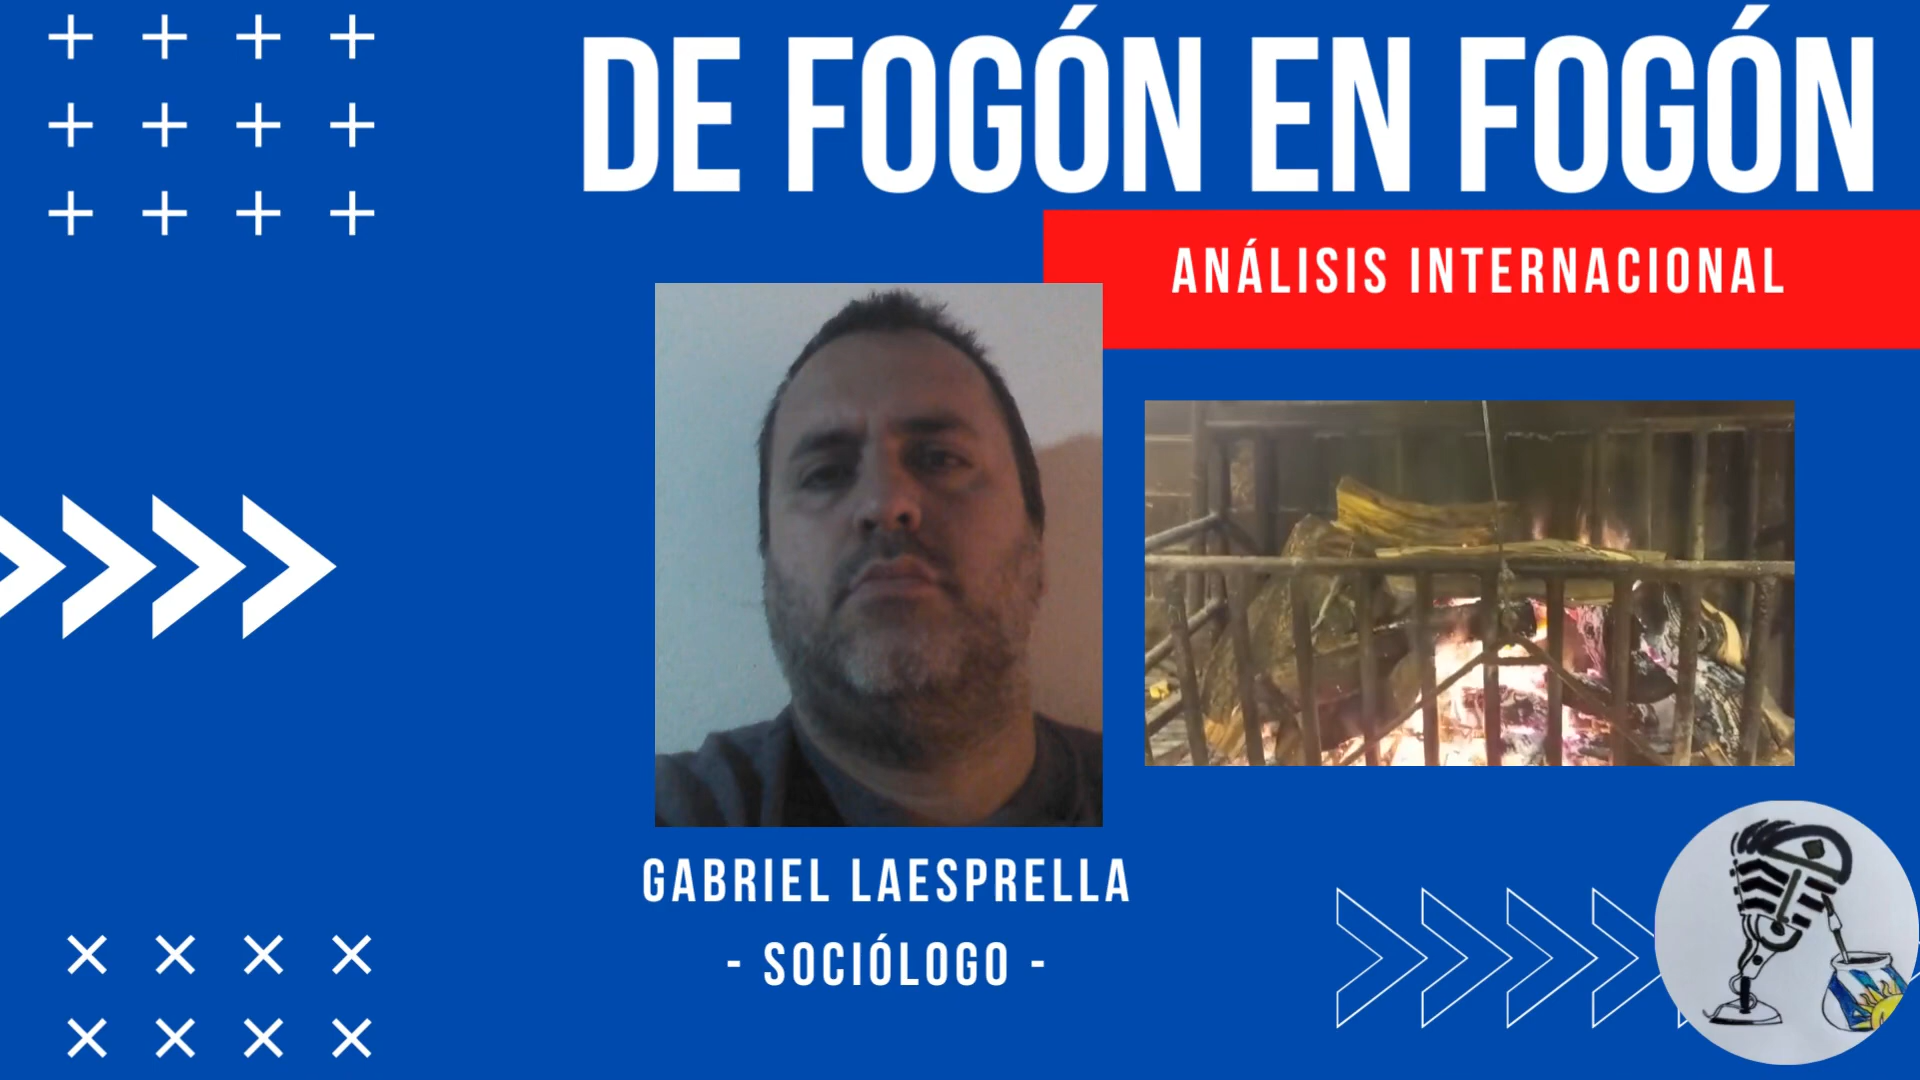 DE FOGÓN EN FOGÓN
ANÁLISIS INTERNACIONAL
GABRIEL LAESPRELLA
- SOCIÓLOGO -